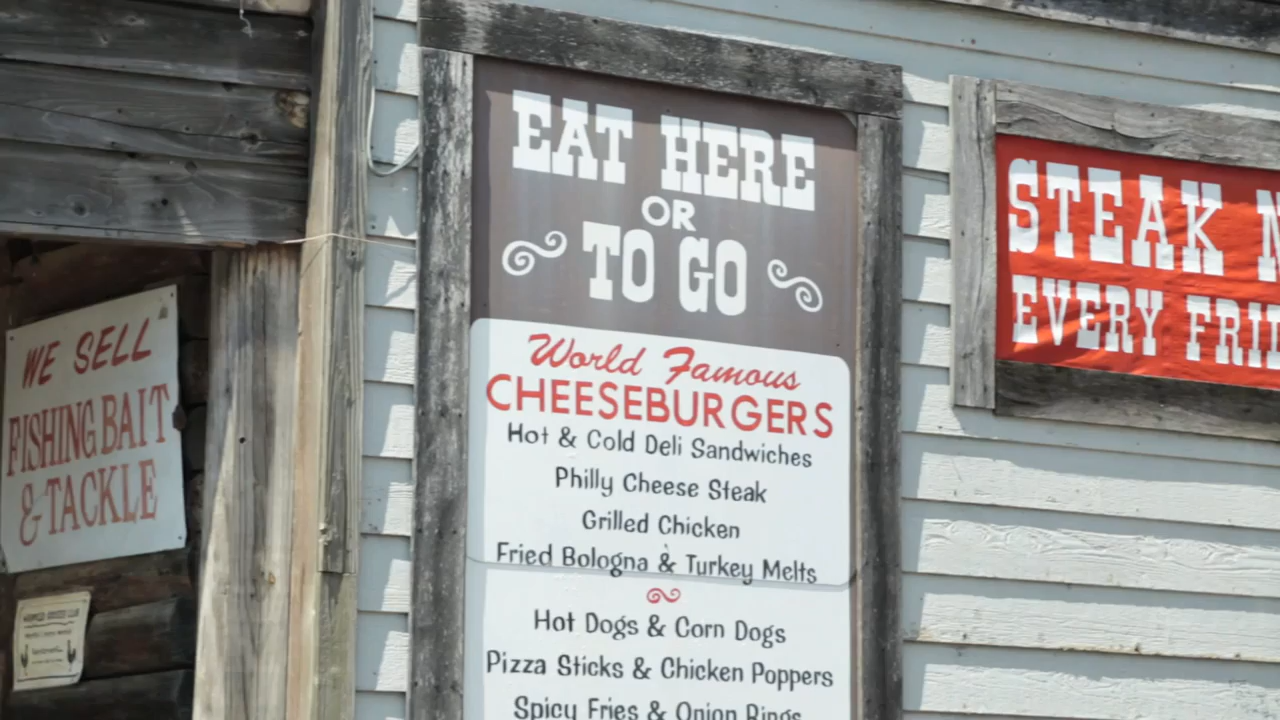 WE SELL
FISHING BAIT
& TACKLE
EAT HERE
OR
TO GO
World Famous
CHEESEBURGERS
Hot & Cold Deli Sandwiches
Philly Cheese Steak
Grilled Chicken
Fried Bologna & Turkey Melts
Hot Dogs & Corn Dogs
Pizza Sticks & Chicken Poppers
Spicy Fries & Onion Rings
STEAK N
EVERY FRID